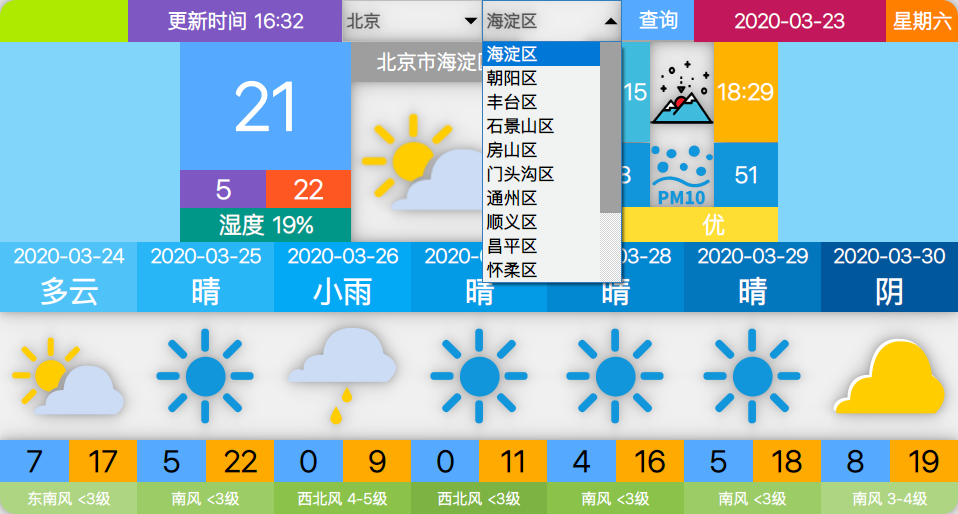 更新时间 16:32 北京 海淀区 查询 2020-03-23 星期六
北京市海淀区
海淀区
朝阳区
丰台区
石景山区
房山区
门头沟区
通州区
顺义区
昌平区
怀柔区
21
5 22
湿度 19%
15 18:29
51
PM10
优
2020-03-24 2020-03-25 2020-03-26 2020-03-29 2020-03-30
多云 晴 小雨 晴 晴 晴 阴
7 17 5 22 0 9 0 11 4 16 5 18 8 19
东南风 <3级 南风 <3级 西北风 4-5级 西北风 <3级 南风 <3级 南风 <3级 南风 3-4级